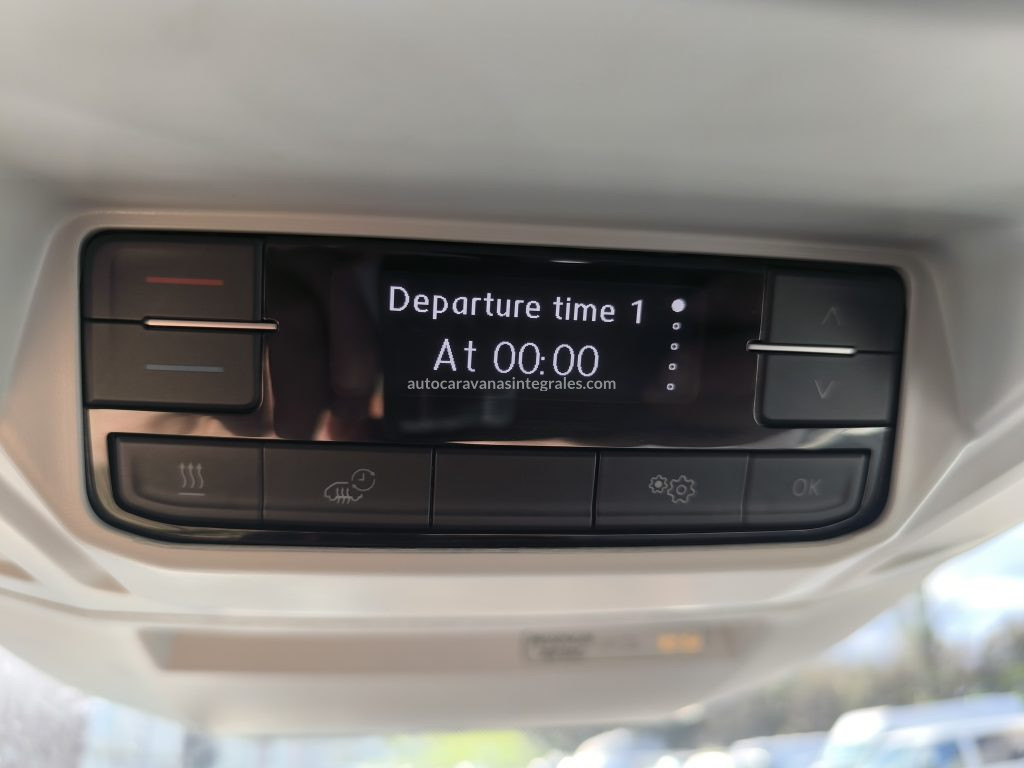 Departure time 1
At 00:00
autocaravanasintegrales.com
OK